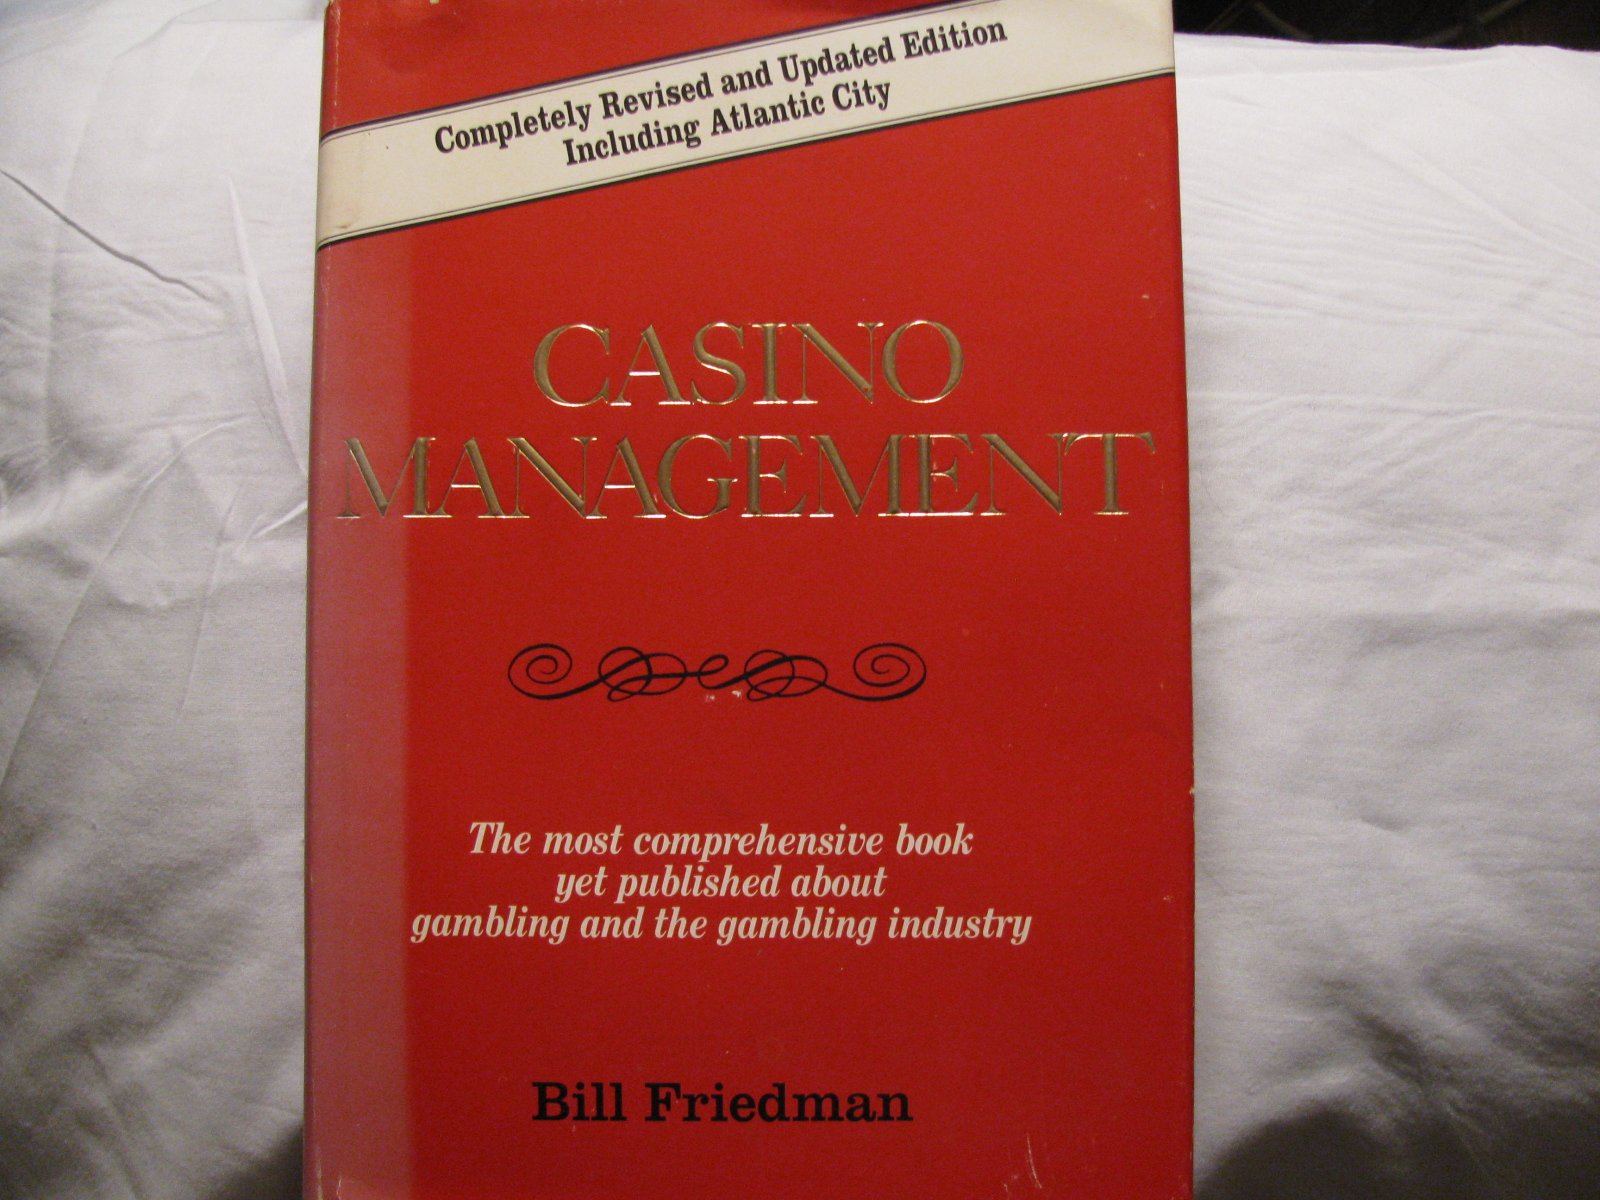 Completely Revised and Updated Edition
Including Atlantic City
CASINO
MANAGEMENT
The most comprehensive book
yet published about
gambling and the gambling industry
Bill Friedman